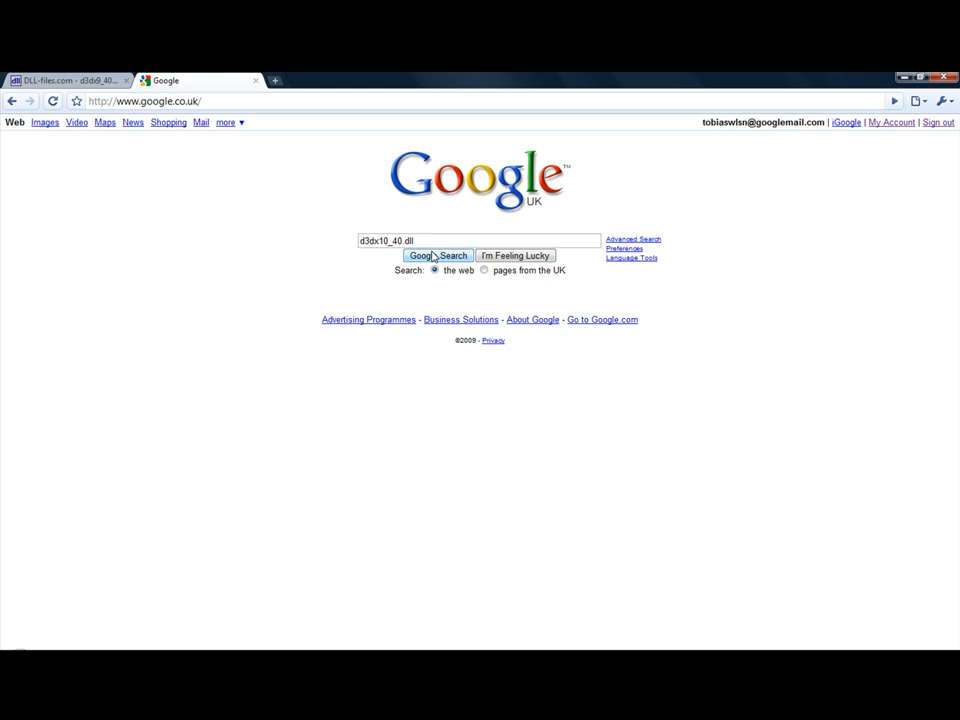 DLL-files.com - d3dx9_40...
Google
http://www.google.co.uk/
Web Images Video Maps News Shopping Mail more ▼
tobiaswlsn@googlemail.com | iGoogle | My Account | Sign out
Google™
UK
d3dx10_40.dll
Google Search
I'm Feeling Lucky
Advanced Search
Preferences
Language Tools
Search: the web pages from the UK
Advertising Programmes - Business Solutions - About Google - Go to Google.com
©2009 - Privacy